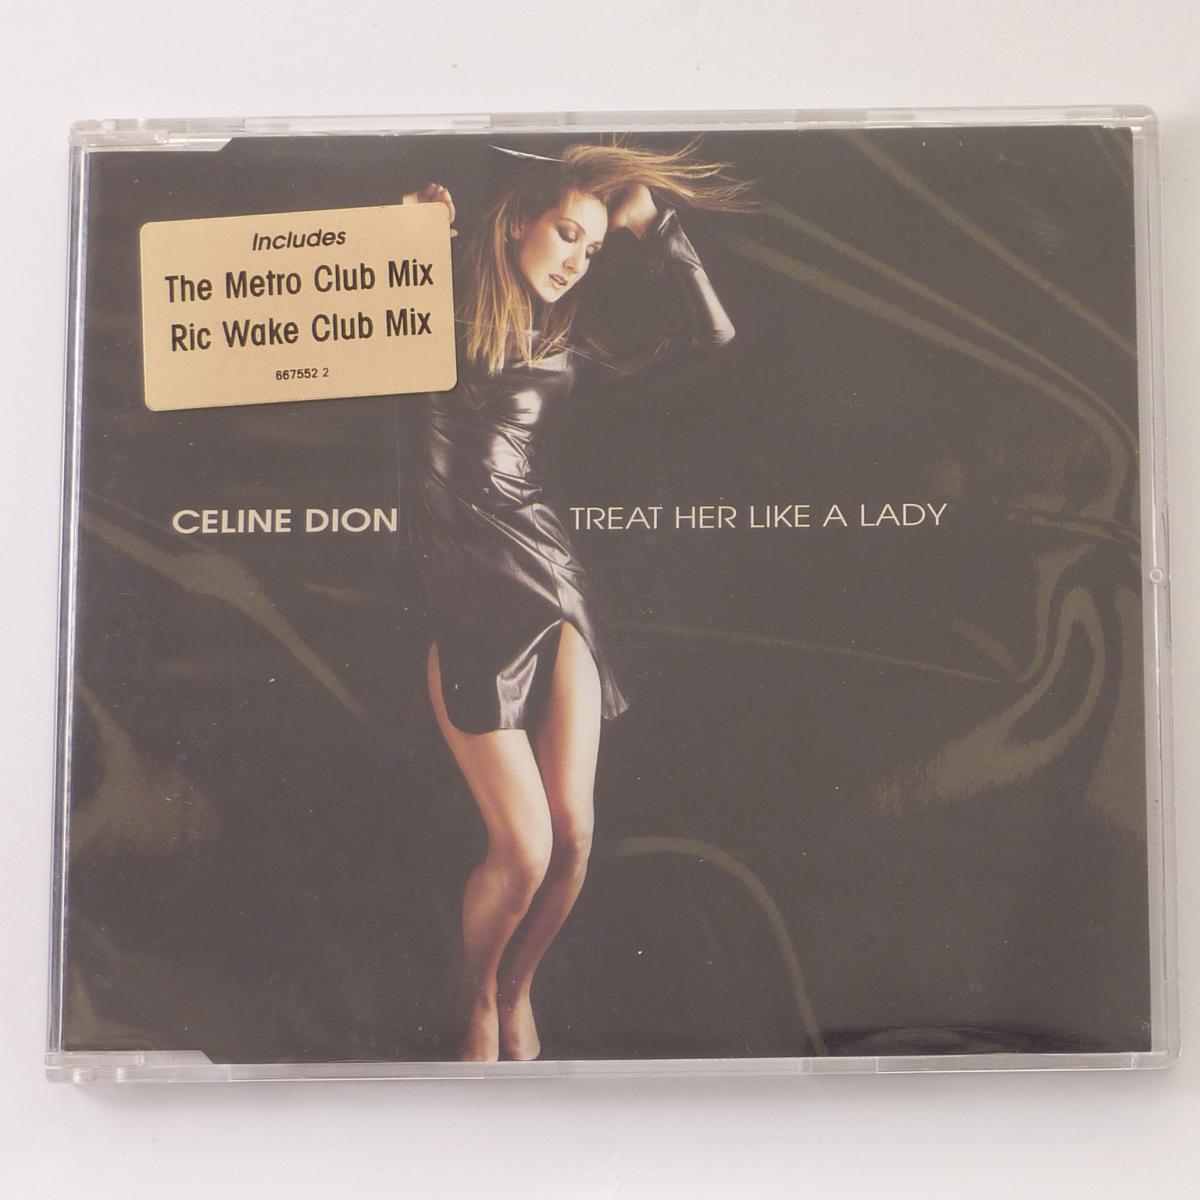 Includes
The Metro Club Mix
Ric Wake Club Mix
667552 2
CELINE DION
TREAT HER LIKE A LADY